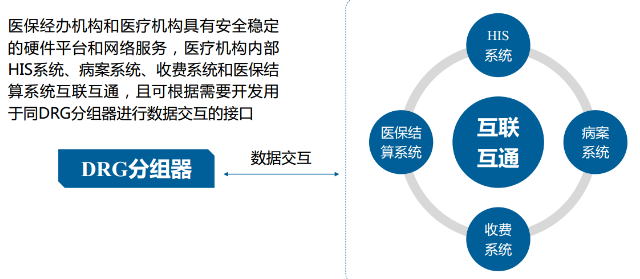 医保经办机构和医疗机构具有安全稳定
的硬件平台和网络服务，医疗机构内部
HIS系统、病案系统、收费系统和医保结
算系统互联互通，且可根据需要开发用
于同DRG分组器进行数据交互的接口
DRG分组器
数据交互
HIS
系统
医保结
算系统
互联
互通
病案
系统
收费
系统